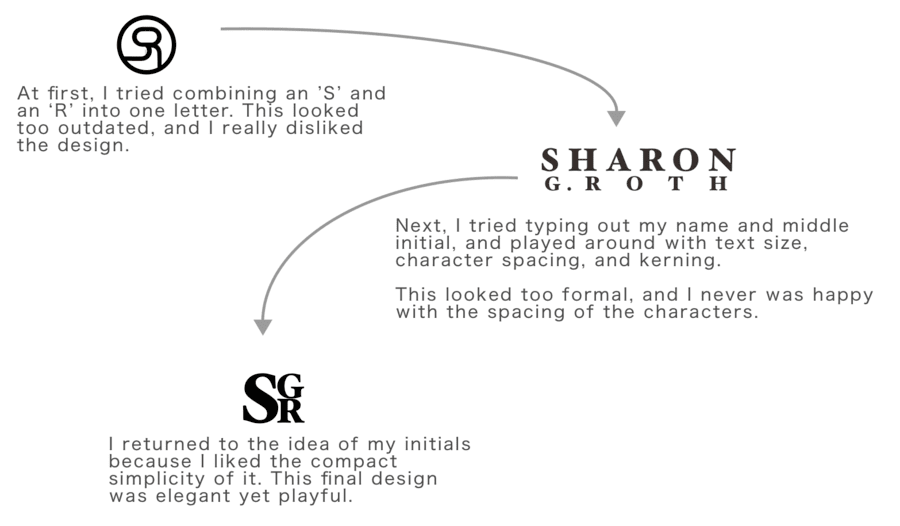 SR
At first, I tried combining an ’S’ and
an ‘R’ into one letter. This looked
too outdated, and I really disliked
the design.
SHARON
G. ROTH
Next, I tried typing out my name and middle
initial, and played around with text size,
character spacing, and kerning.
This looked too formal, and I never was happy
with the spacing of the characters.
SGR
I returned to the idea of my initials
because I liked the compact
simplicity of it. This final design
was elegant yet playful.